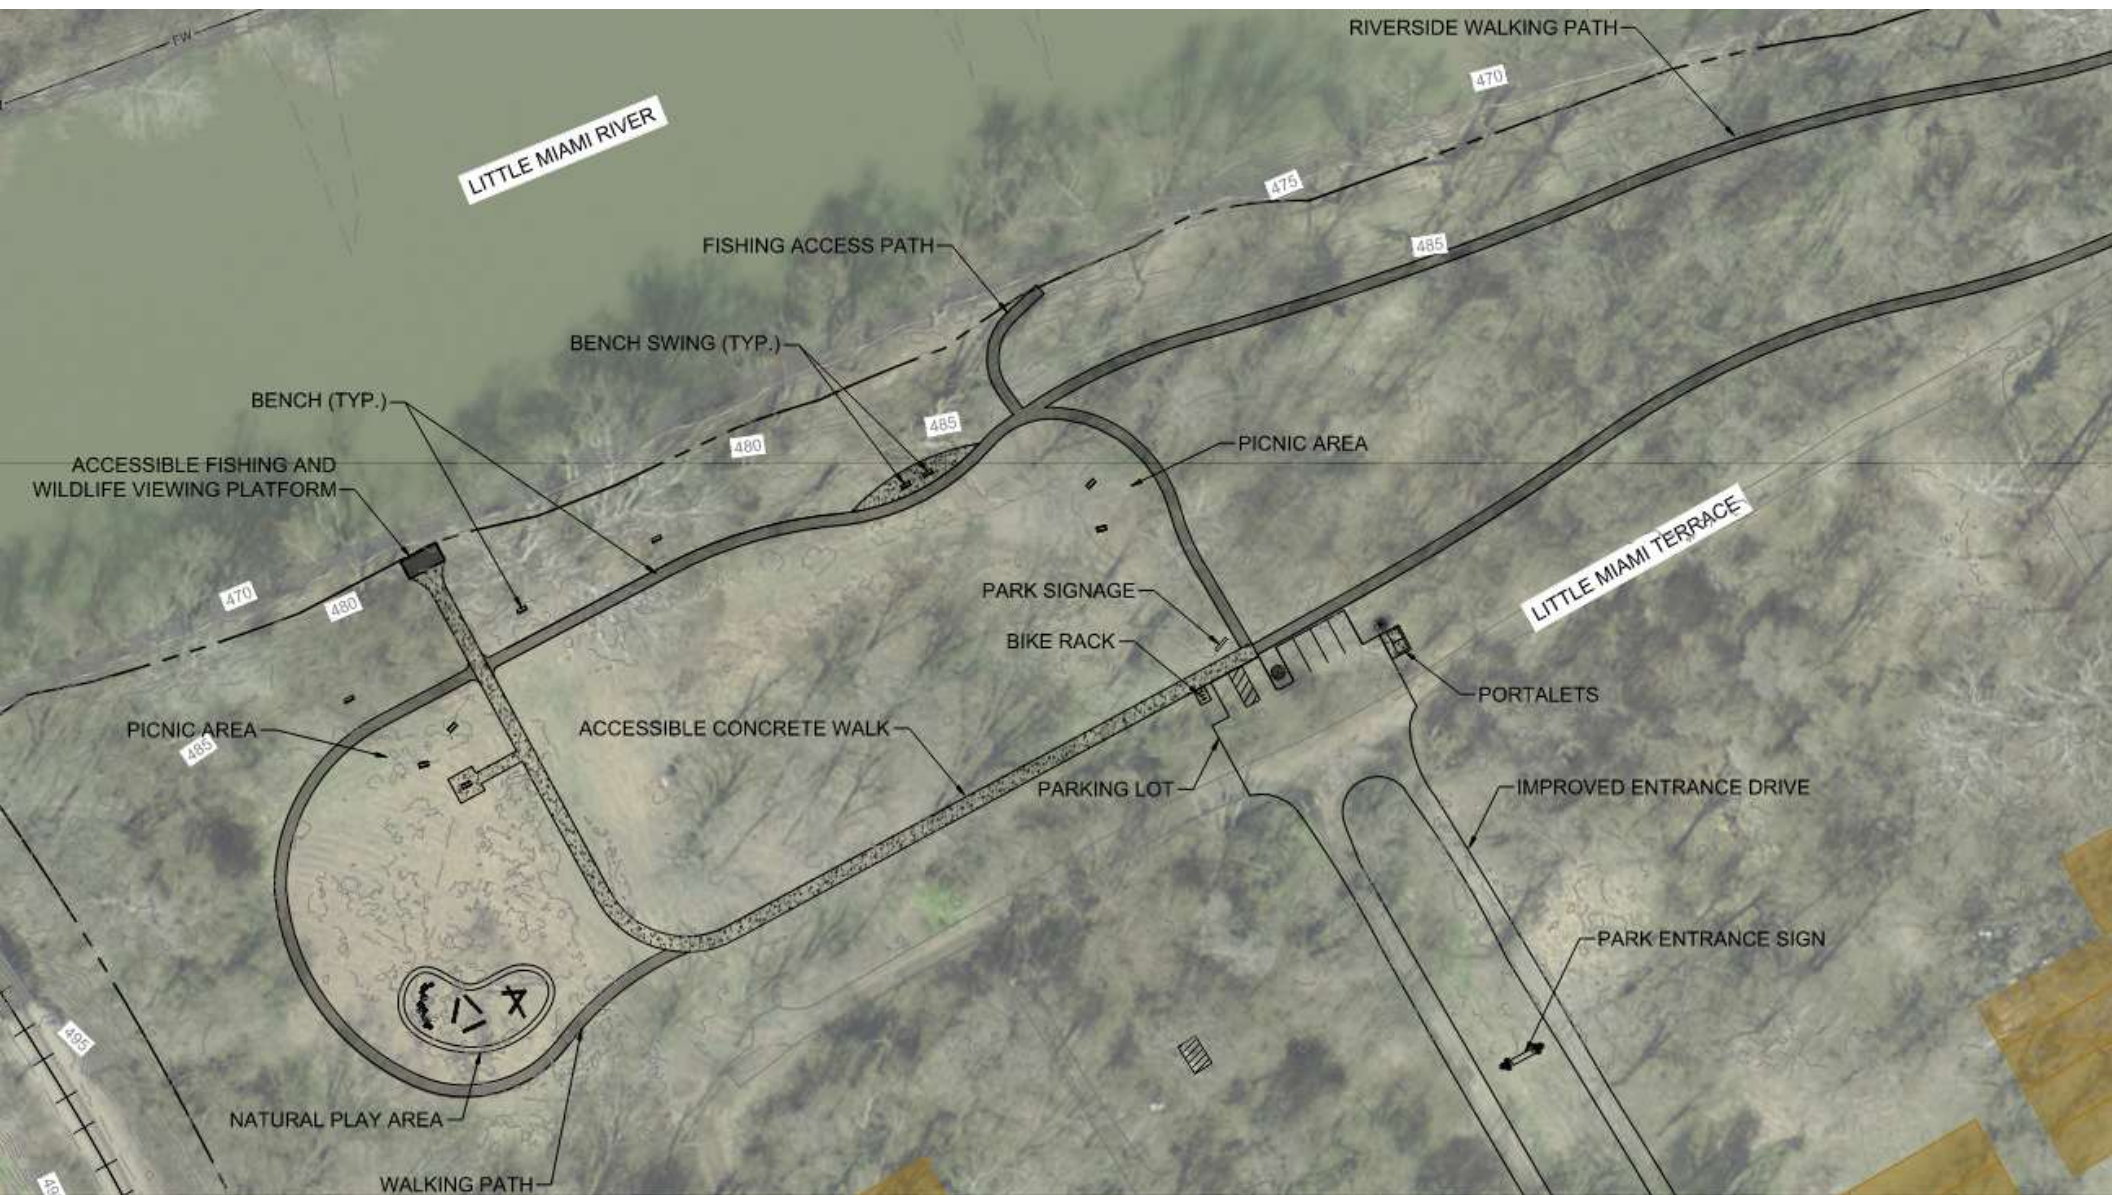 FW
RIVERSIDE WALKING PATH
470
LITTLE MIAMI RIVER
475
FISHING ACCESS PATH
485
BENCH SWING (TYP.)
BENCH (TYP.)
485
480
PICNIC AREA
ACCESSIBLE FISHING AND
WILDLIFE VIEWING PLATFORM
LITTLE MIAMI TERRACE
470
480
PARK SIGNAGE
BIKE RACK
PORTALETS
PICNIC AREA
485
ACCESSIBLE CONCRETE WALK
PARKING LOT
IMPROVED ENTRANCE DRIVE
PARK ENTRANCE SIGN
495
NATURAL PLAY AREA
WALKING PATH